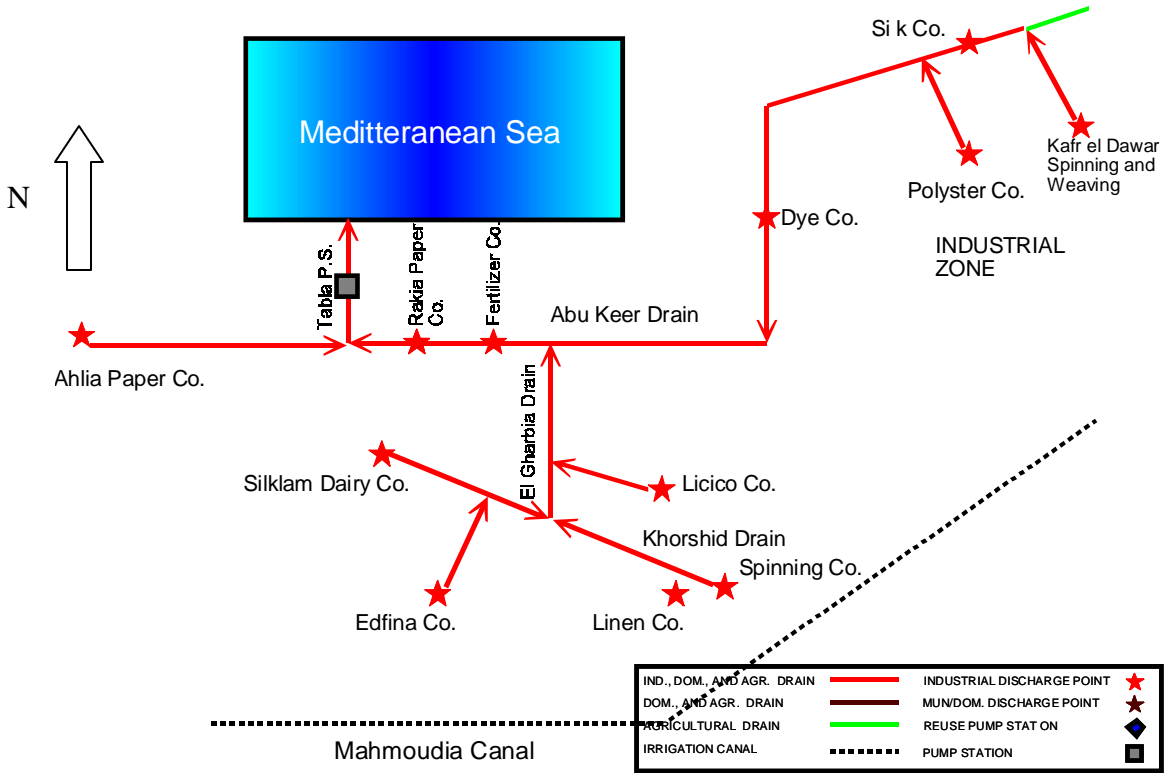 Si k Co.
Meditteranean Sea
Kafr el Dawar
Spinning and
Weaving
Polyster Co.
N
Dye Co.
INDUSTRIAL
ZONE
Tabia P.S.
Rakia Paper
Co.
Fertilizer Co.
Abu Keer Drain
Ahlia Paper Co.
El Gharbia Drain
Silklam Dairy Co.
Licico Co.
Khorshid Drain
Spinning Co.
Edfina Co.
Linen Co.
IND., DOM., AND AGR. DRAIN
INDUSTRIAL DISCHARGE POINT
DOM., AND AGR. DRAIN
MUN/DOM. DISCHARGE POINT
AGRICULTURAL DRAIN
REUSE PUMP STAT ON
IRRIGATION CANAL
PUMP STATION
Mahmoudia Canal